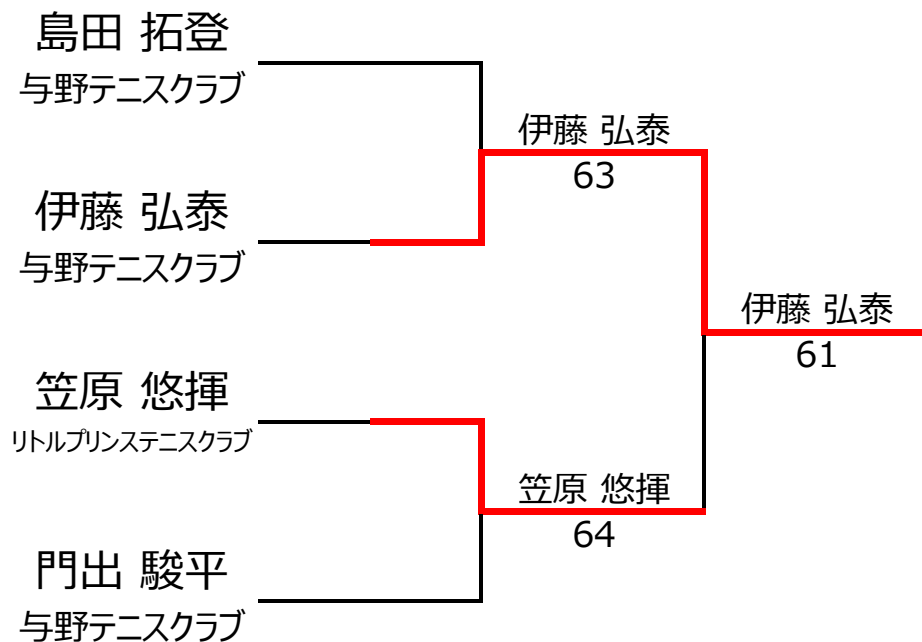 島田 拓登
与野テニスクラブ
伊藤 弘泰
63
伊藤 弘泰
与野テニスクラブ
伊藤 弘泰
61
笠原 悠揮
リトルプリンステニスクラブ
笠原 悠揮
64
門出 駿平
与野テニスクラブ